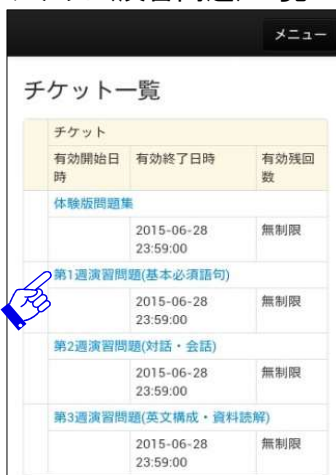 メニュー
チケット一覧
チケット
有効開始日時 有効終了日時 有効残回数
体験版問題集
2015-06-28 23:59:00 無制限
第1週演習問題(基本必須語句)
2015-06-28 23:59:00 無制限
第2週演習問題(対話・会話)
2015-06-28 23:59:00 無制限
第3週演習問題(英文構成・資料読解)
2015-06-28 23:59:00 無制限